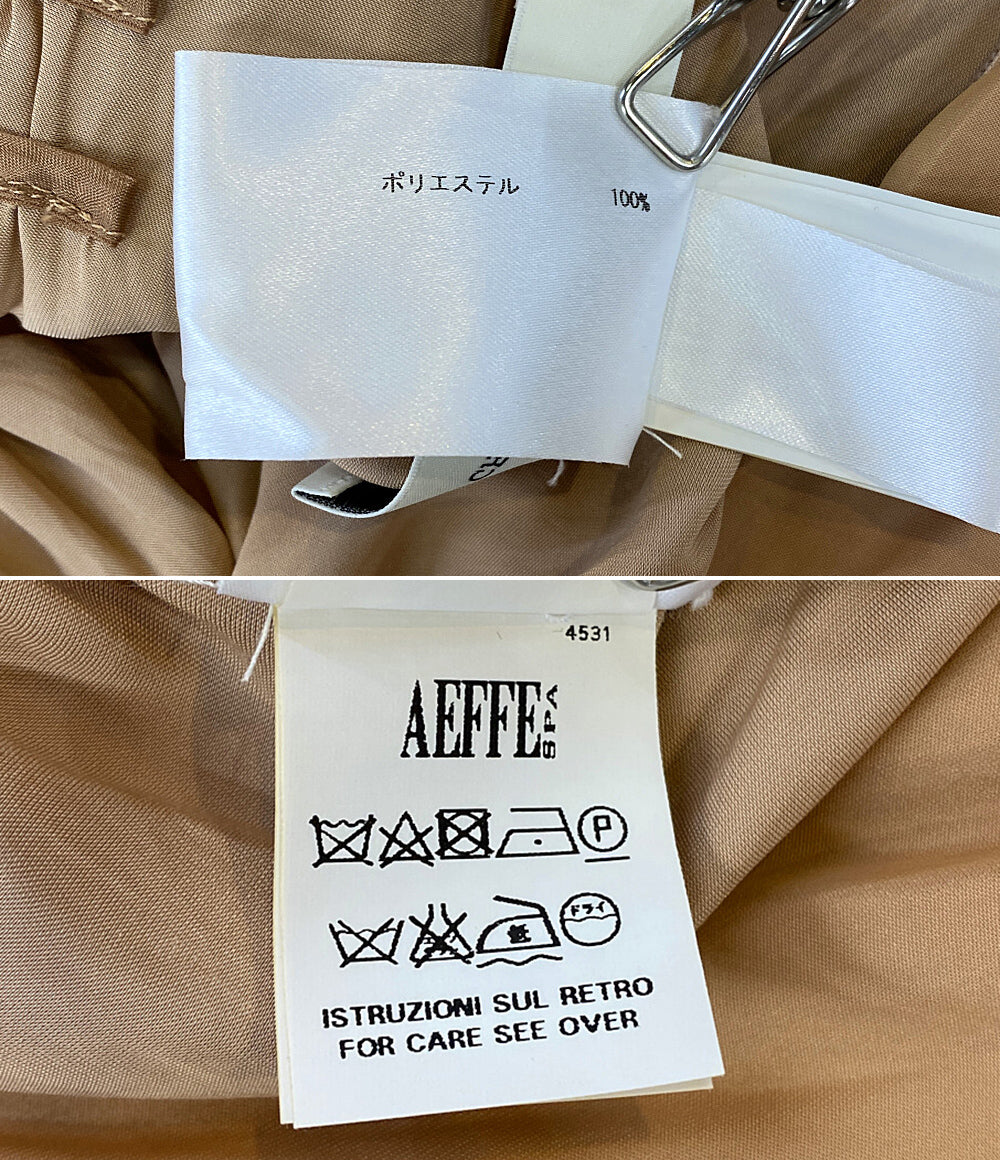 ポリエステル 100%
4531
AEFFE SPA
P
低 ドライ
ISTRUZIONI SUL RETRO
FOR CARE SEE OVER